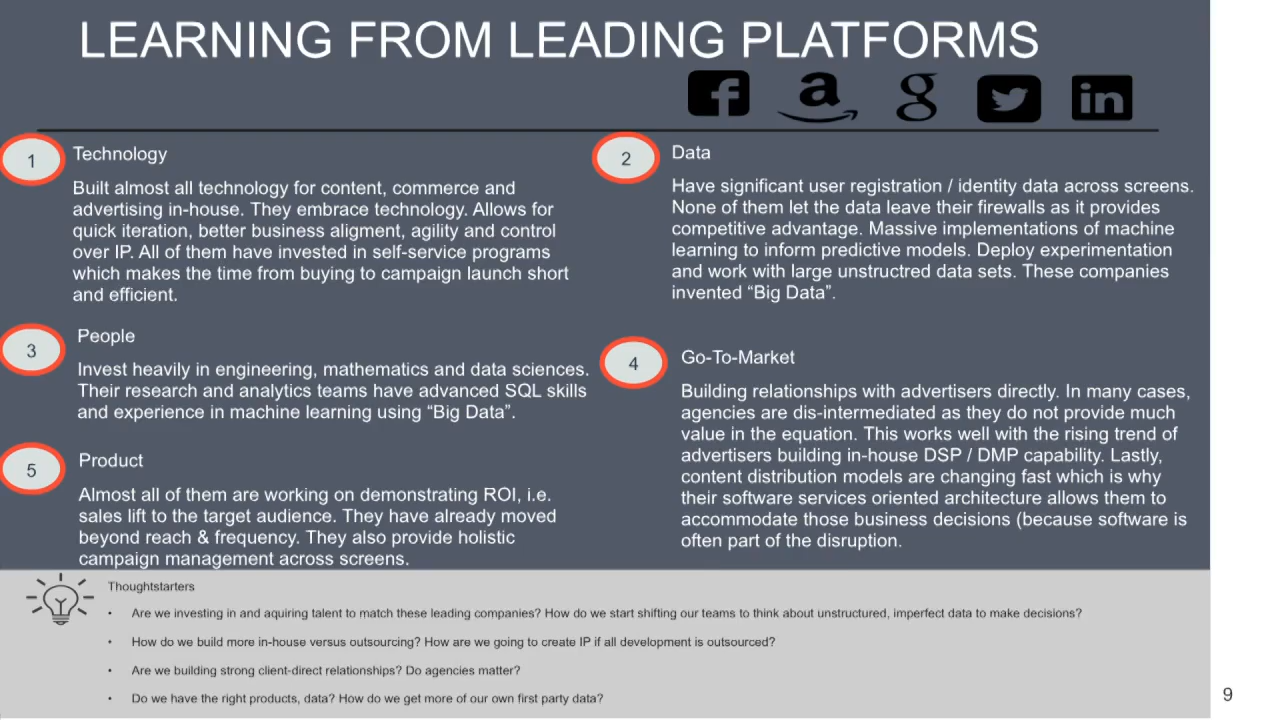 LEARNING FROM LEADING PLATFORMS
f
a
g
in
1
Technology
Built almost all technology for content, commerce and
advertising in-house. They embrace technology. Allows for
quick iteration, better business aligment, agility and control
over IP. All of them have invested in self-service programs
which makes the time from buying to campaign launch short
and efficient.
2
Data
Have significant user registration / identity data across screens.
None of them let the data leave their firewalls as it provides
competitive advantage. Massive implementations of machine
learning to inform predictive models. Deploy experimentation
and work with large unstructred data sets. These companies
invented “Big Data”.
3
People
Invest heavily in engineering, mathematics and data sciences.
Their research and analytics teams have advanced SQL skills
and experience in machine learning using “Big Data”.
4
Go-To-Market
Building relationships with advertisers directly. In many cases,
agencies are dis-intermediated as they do not provide much
value in the equation. This works well with the rising trend of
advertisers building in-house DSP / DMP capability. Lastly,
content distribution models are changing fast which is why
their software services oriented architecture allows them to
accommodate those business decisions (because software is
often part of the disruption.
5
Product
Almost all of them are working on demonstrating ROI, i.e.
sales lift to the target audience. They have already moved
beyond reach & frequency. They also provide holistic
campaign management across screens.
Thoughtstarters
• Are we investing in and aquiring talent to match these leading companies? How do we start shifting our teams to think about unstructured, imperfect data to make decisions?
• How do we build more in-house versus outsourcing? How are we going to create IP if all development is outsourced?
• Are we building strong client-direct relationships? Do agencies matter?
• Do we have the right products, data? How do we get more of our own first party data?
9